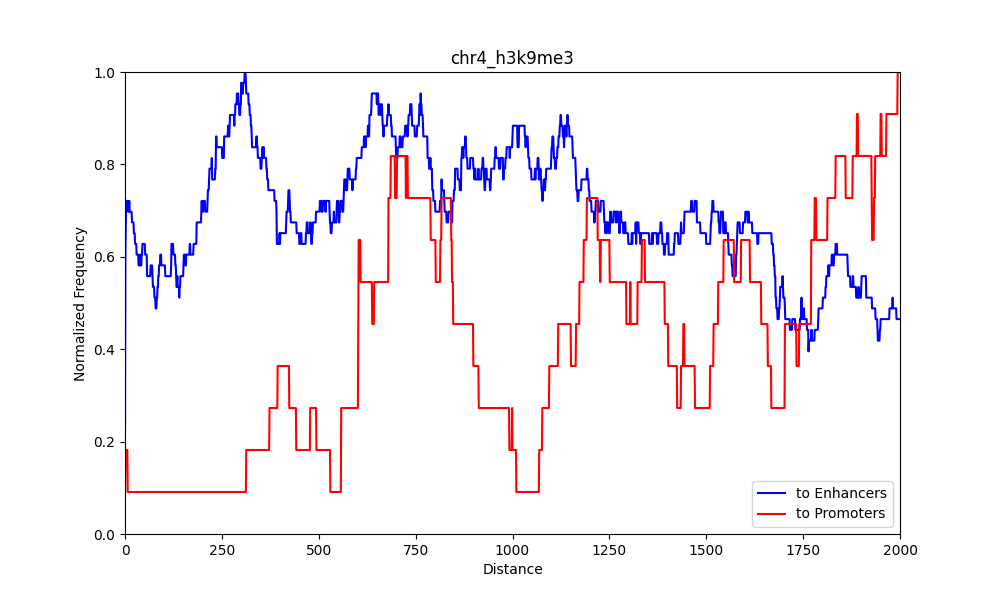 chr4_h3k9me3
Normalized Frequency
1.0
0.8
0.6
0.4
0.2
0.0
to Enhancers
to Promoters
0 250 500 750 1000 1250 1500 1750 2000
Distance